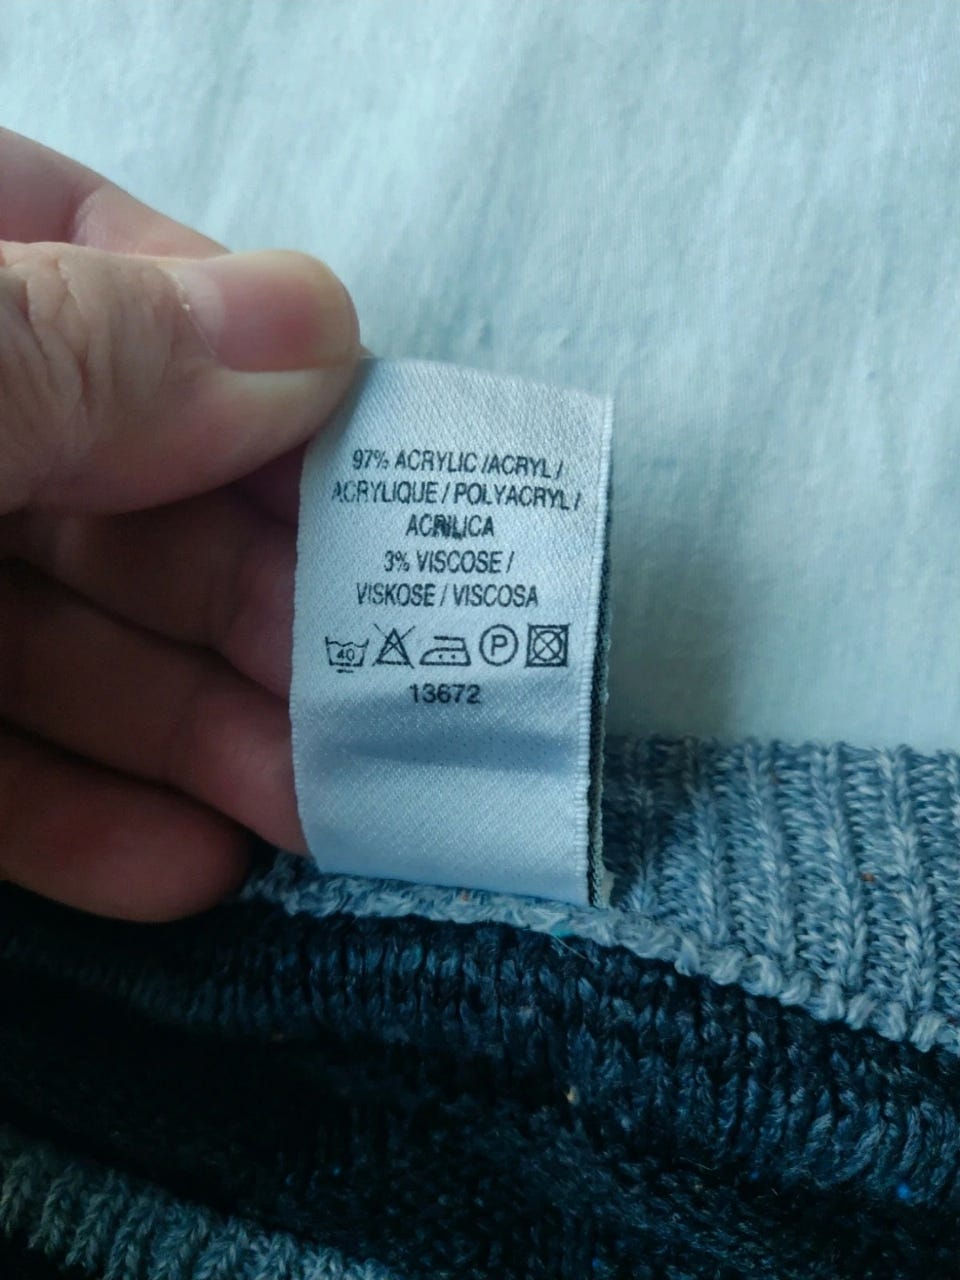 97% ACRYLIC /ACRYL /
ACRYLIQUE / POLYACRYL /
ACRILICA
3% VISCOSE /
VISKOSE / VISCOSA
40 P
13672